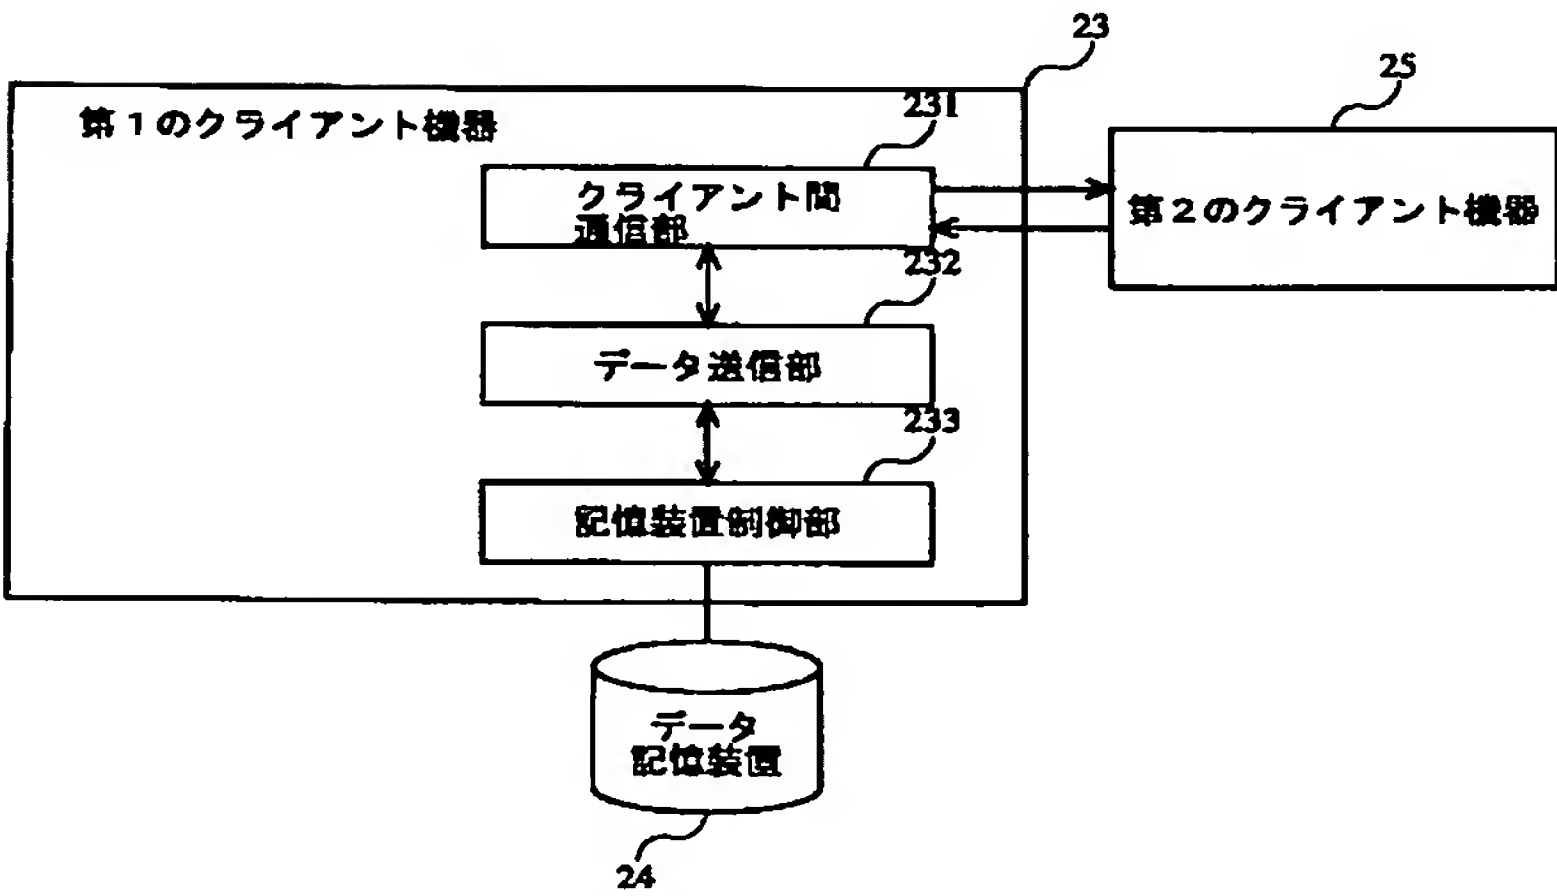 23
25
第1のクライアント機器
231
クライアント間
通信部
第2のクライアント機器
232
データ送信部
233
記憶装置制御部
データ
記憶装置
24